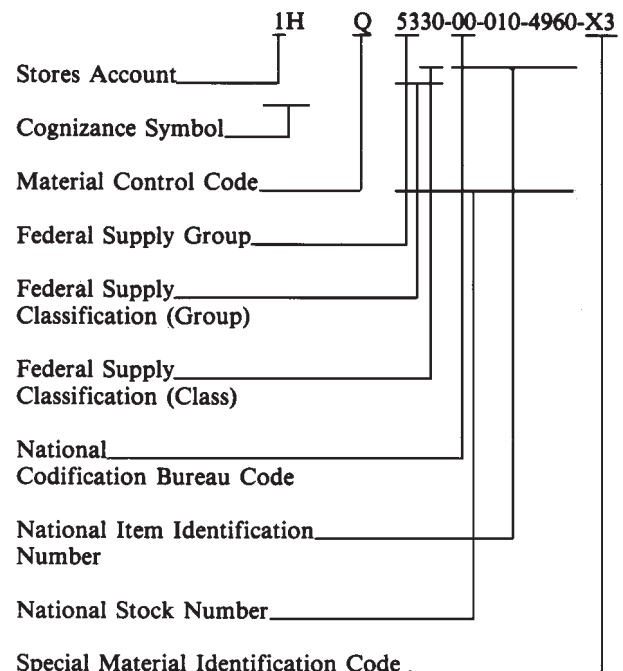 1H Q 5330-00-010-4960-X3
Stores Account
Cognizance Symbol
Material Control Code
Federal Supply Group
Federal Supply
Classification (Group)
Federal Supply
Classification (Class)
National
Codification Bureau Code
National Item Identification
Number
National Stock Number
Special Material Identification Code